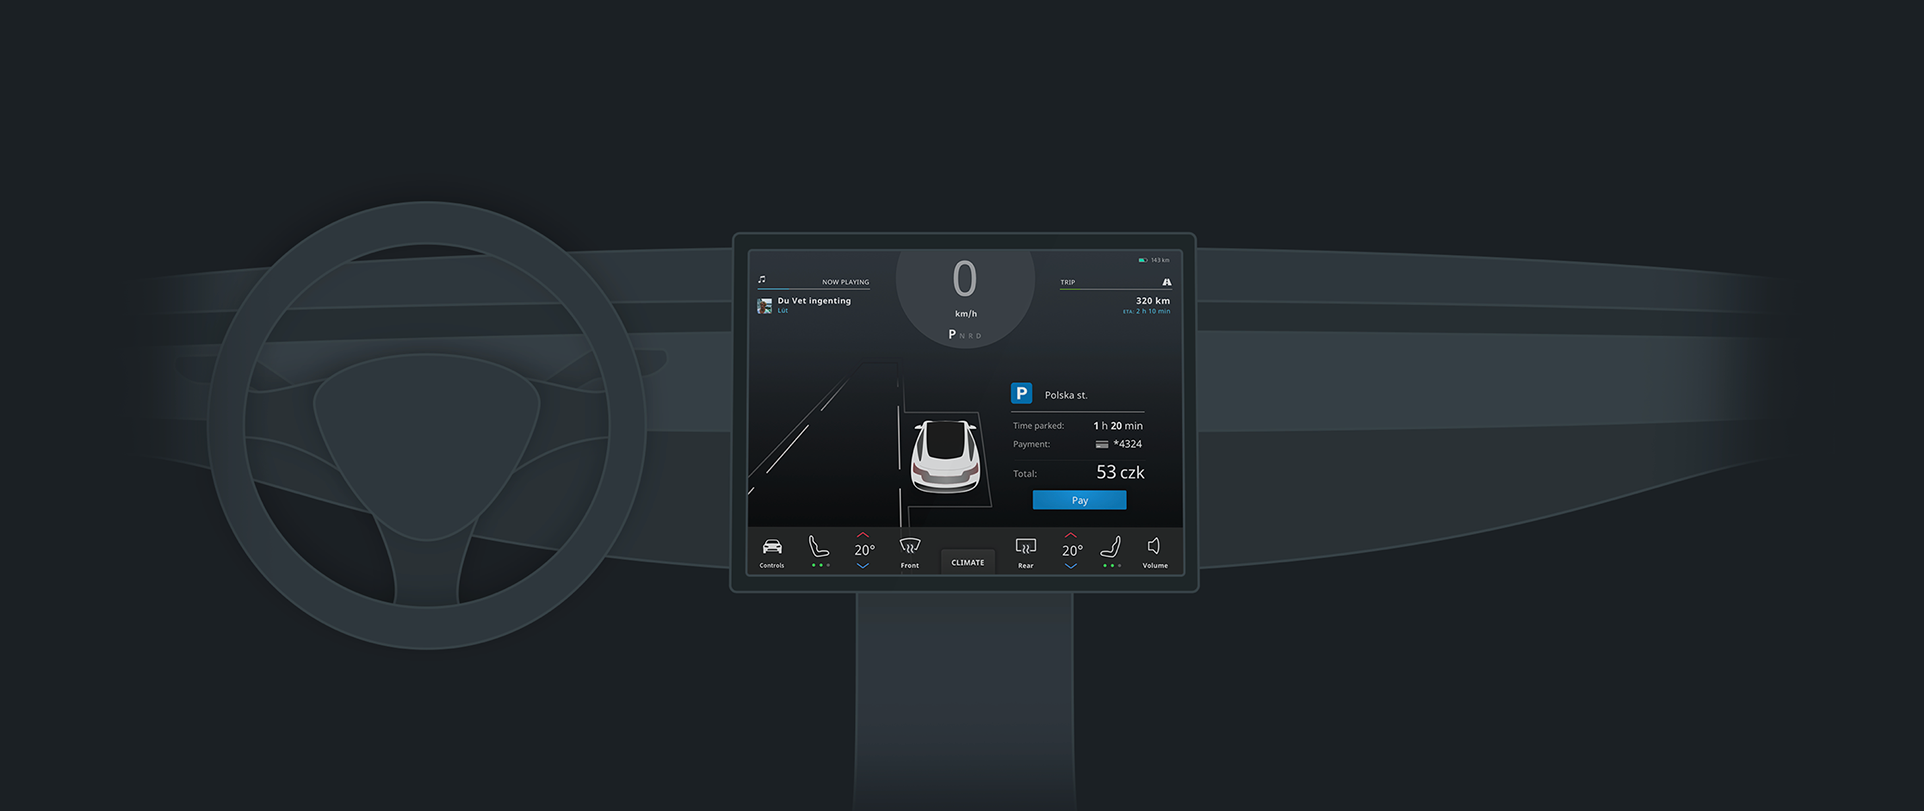 143 km
0
km/h
P N R D
NOW PLAYING
Du Vet ingenting
Lút
TRIP
320 km
ETA: 2 h 10 min
P Polska st.
Time parked: 1 h 20 min
Payment: *4324
Total: 53 czk
Pay
Controls
20°
Front
CLIMATE
Rear
20°
Volume